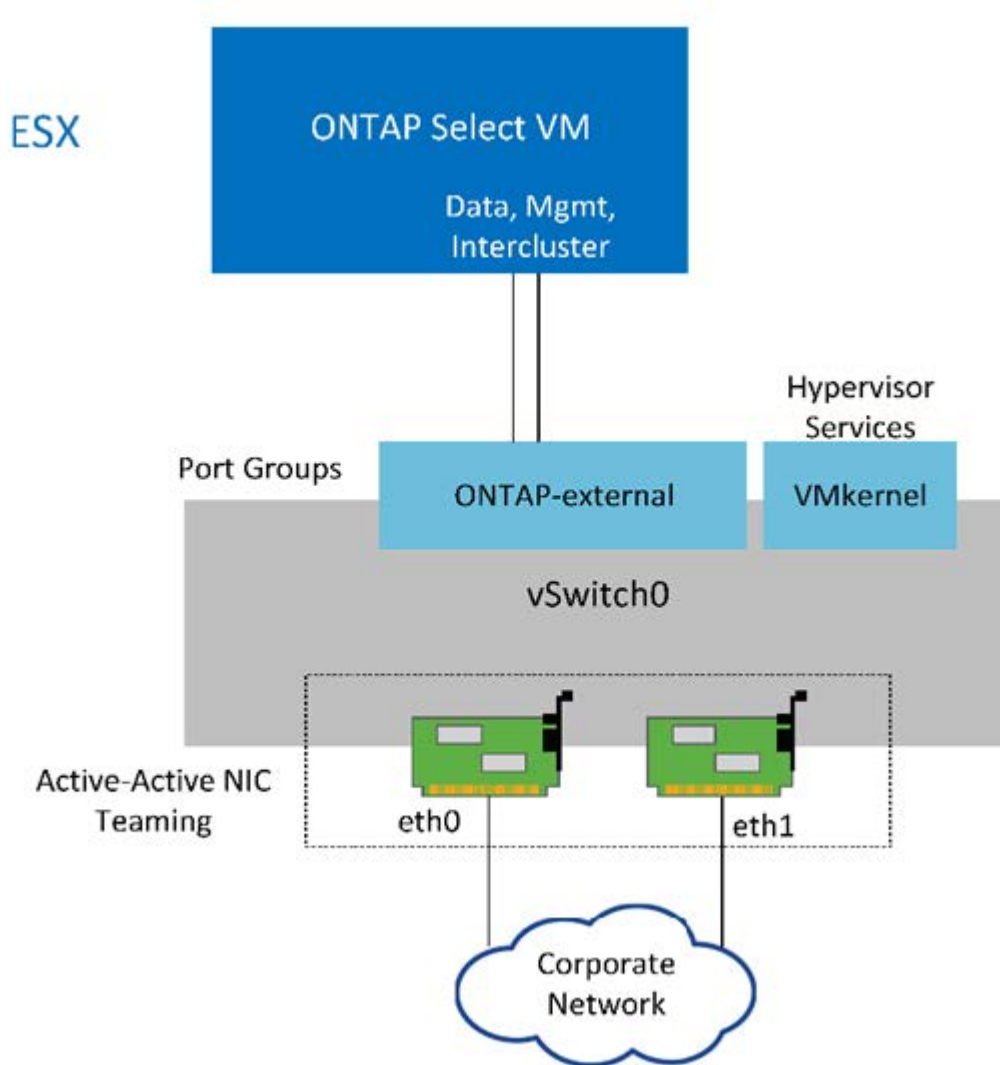 ESX
ONTAP Select VM
Data, Mgmt,
Intercluster
Hypervisor
Services
Port Groups
ONTAP-external
VMkernel
vSwitch0
Active-Active NIC
Teaming
eth0
eth1
Corporate
Network